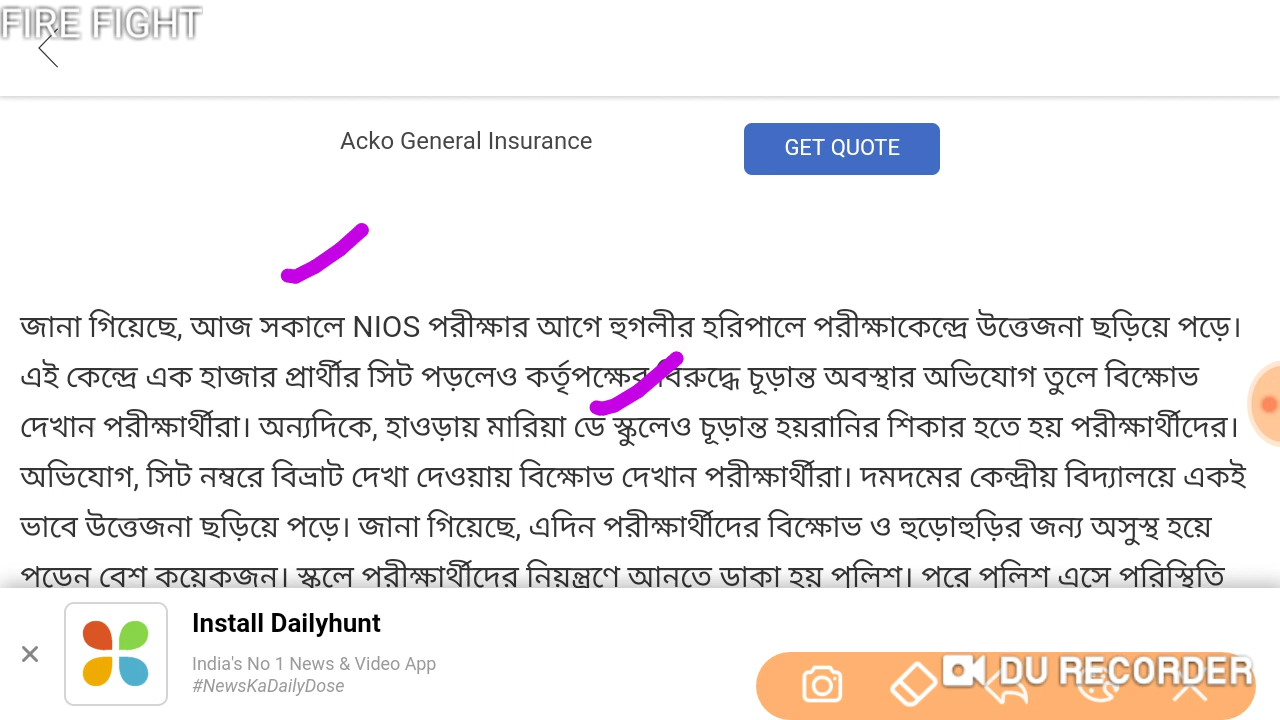 FIRE FIGHT
Acko General Insurance
GET QUOTE
জানা গিয়েছে, আজ সকালে NIOS পরীক্ষার আগে হুগলীর হরিপালে পরীক্ষাকেন্দ্রে উত্তেজনা ছড়িয়ে পড়ে।
এই কেন্দ্রে এক হাজার প্রার্থীর সিট পড়লেও কর্তৃপক্ষের বিরুদ্ধে চূড়ান্ত অবস্থার অভিযোগ তুলে বিক্ষোভ
দেখান পরীক্ষার্থীরা। অন্যদিকে, হাওড়ায় মারিয়া ডে স্কুলেও চূড়ান্ত হয়রানির শিকার হতে হয় পরীক্ষার্থীদের।
অভিযোগ, সিট নম্বরে বিভ্রাট দেখা দেওয়ায় বিক্ষোভ দেখান পরীক্ষার্থীরা। দমদমের কেন্দ্রীয় বিদ্যালয়ে একই
ভাবে উত্তেজনা ছড়িয়ে পড়ে। জানা গিয়েছে, এদিন পরীক্ষার্থীদের বিক্ষোভ ও হুড়োহুড়ির জন্য অসুস্থ হয়ে
পড়েন বেশ কয়েকজন। স্কুলে পরীক্ষার্থীদের নিয়ন্ত্রণে আনতে ডাকা হয় পুলিশ। পরে পুলিশ এসে পরিস্থিতি
Install Dailyhunt
India's No 1 News & Video App
#NewsKaDailyDose
DU RECORDER